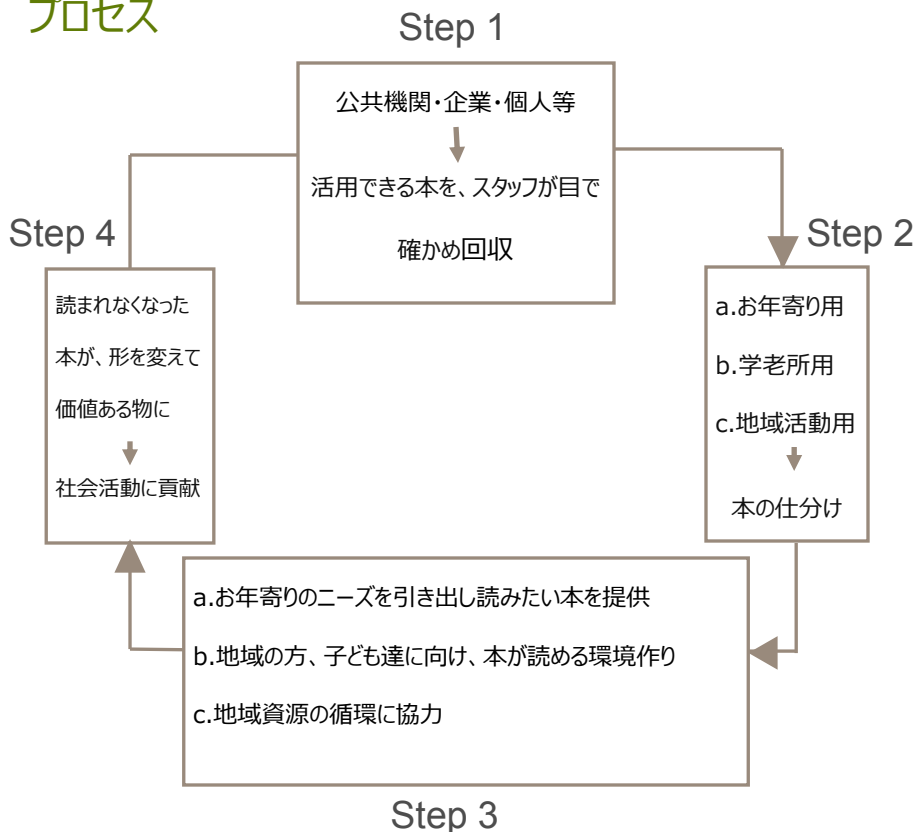 プロセス
Step 1
公共機関・企業・個人等
活用できる本を、スタッフが目で
確かめ回収
Step 2
a.お年寄り用
b.学老所用
c.地域活動用
本の仕分け
Step 3
a.お年寄りのニーズを引き出し読みたい本を提供
b.地域の方、子ども達に向け、本が読める環境作り
c.地域資源の循環に協力
Step 4
読まれなくなった
本が、形を変えて
価値ある物に
社会活動に貢献